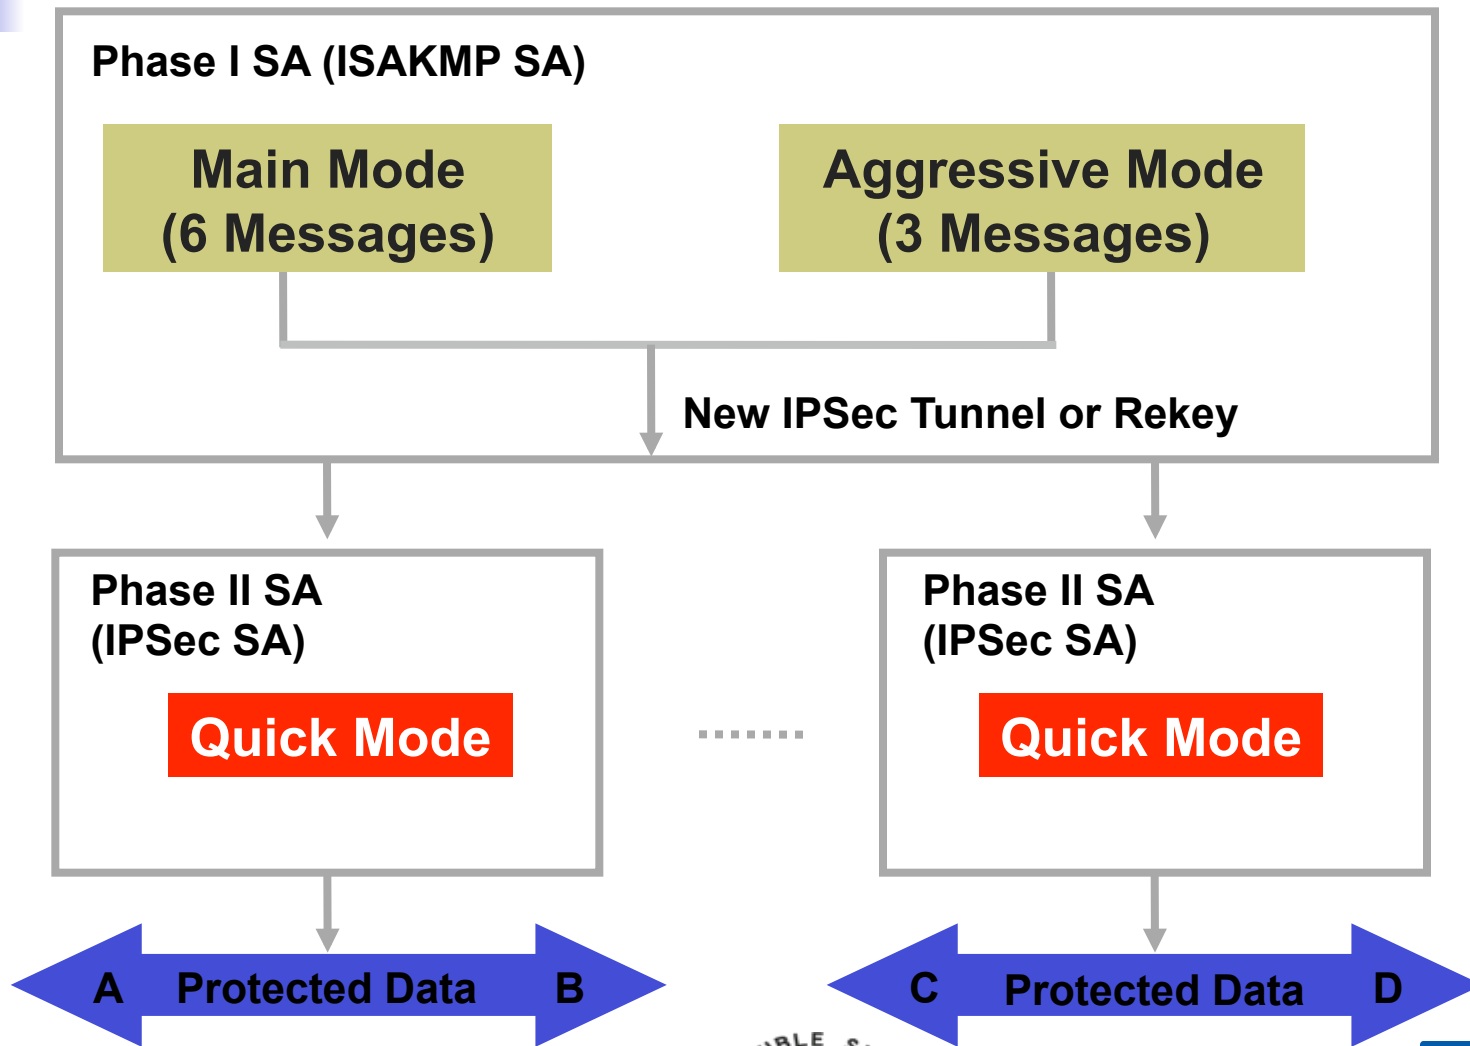 Phase I SA (ISAKMP SA)
Main Mode
(6 Messages)
Aggressive Mode
(3 Messages)
New IPSec Tunnel or Rekey
Phase II SA
(IPSec SA)
Quick Mode
Phase II SA
(IPSec SA)
Quick Mode
A Protected Data B
C Protected Data D